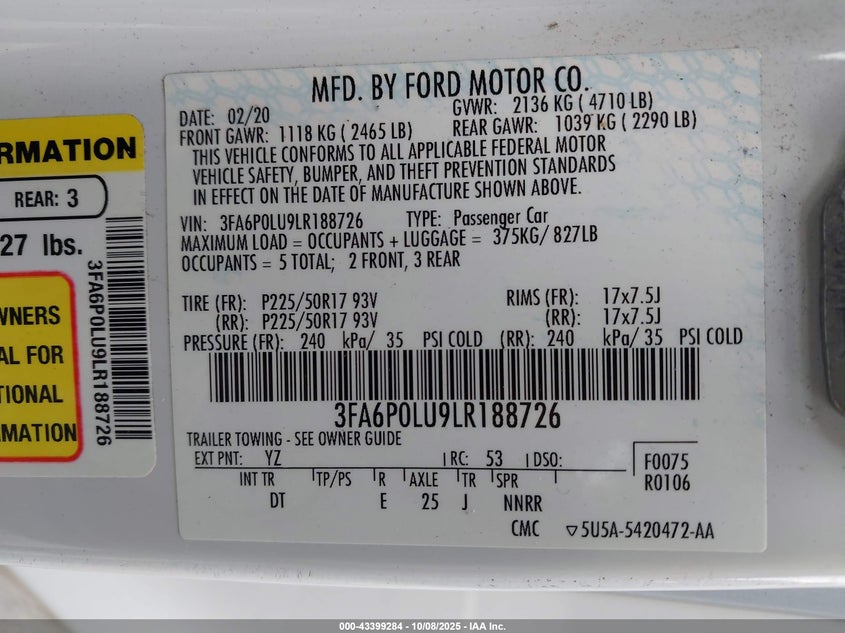 MFD. BY FORD MOTOR CO.
DATE: 02/20 GVWR: 2136 KG ( 4710 LB)
FRONT GAWR: 1118 KG ( 2465 LB) REAR GAWR: 1039 KG ( 2290 LB)
THIS VEHICLE CONFORMS TO ALL APPLICABLE FEDERAL MOTOR
VEHICLE SAFETY, BUMPER, AND THEFT PREVENTION STANDARDS
IN EFFECT ON THE DATE OF MANUFACTURE SHOWN ABOVE.
VIN: 3FA6P0LU9LR188726 TYPE: Passenger Car
MAXIMUM LOAD = OCCUPANTS + LUGGAGE = 375KG/ 827LB
OCCUPANTS = 5 TOTAL; 2 FRONT, 3 REAR
TIRE (FR): P225/50R17 93V RIMS (FR): 17x7.5J
(RR): P225/50R17 93V (RR): 17x7.5J
PRESSURE (FR): 240 kPa/ 35 PSI COLD (RR): 240 kPa/ 35 PSI COLD
3FA6P0LU9LR188726
TRAILER TOWING - SEE OWNER GUIDE
EXT PNT: YZ RC: 53 DSO: F0075
INT TR TP/PS R AXLE TR SPR R0106
DT E 25 J NNRR
CMC ▽5U5A-5420472-AA
RMATION
REAR: 3
27 lbs.
WNERS
AL FOR
TIONAL
RMATION
3FA6P0LU9LR188726
000-43399284 - 10/08/2025 - IAA Inc.